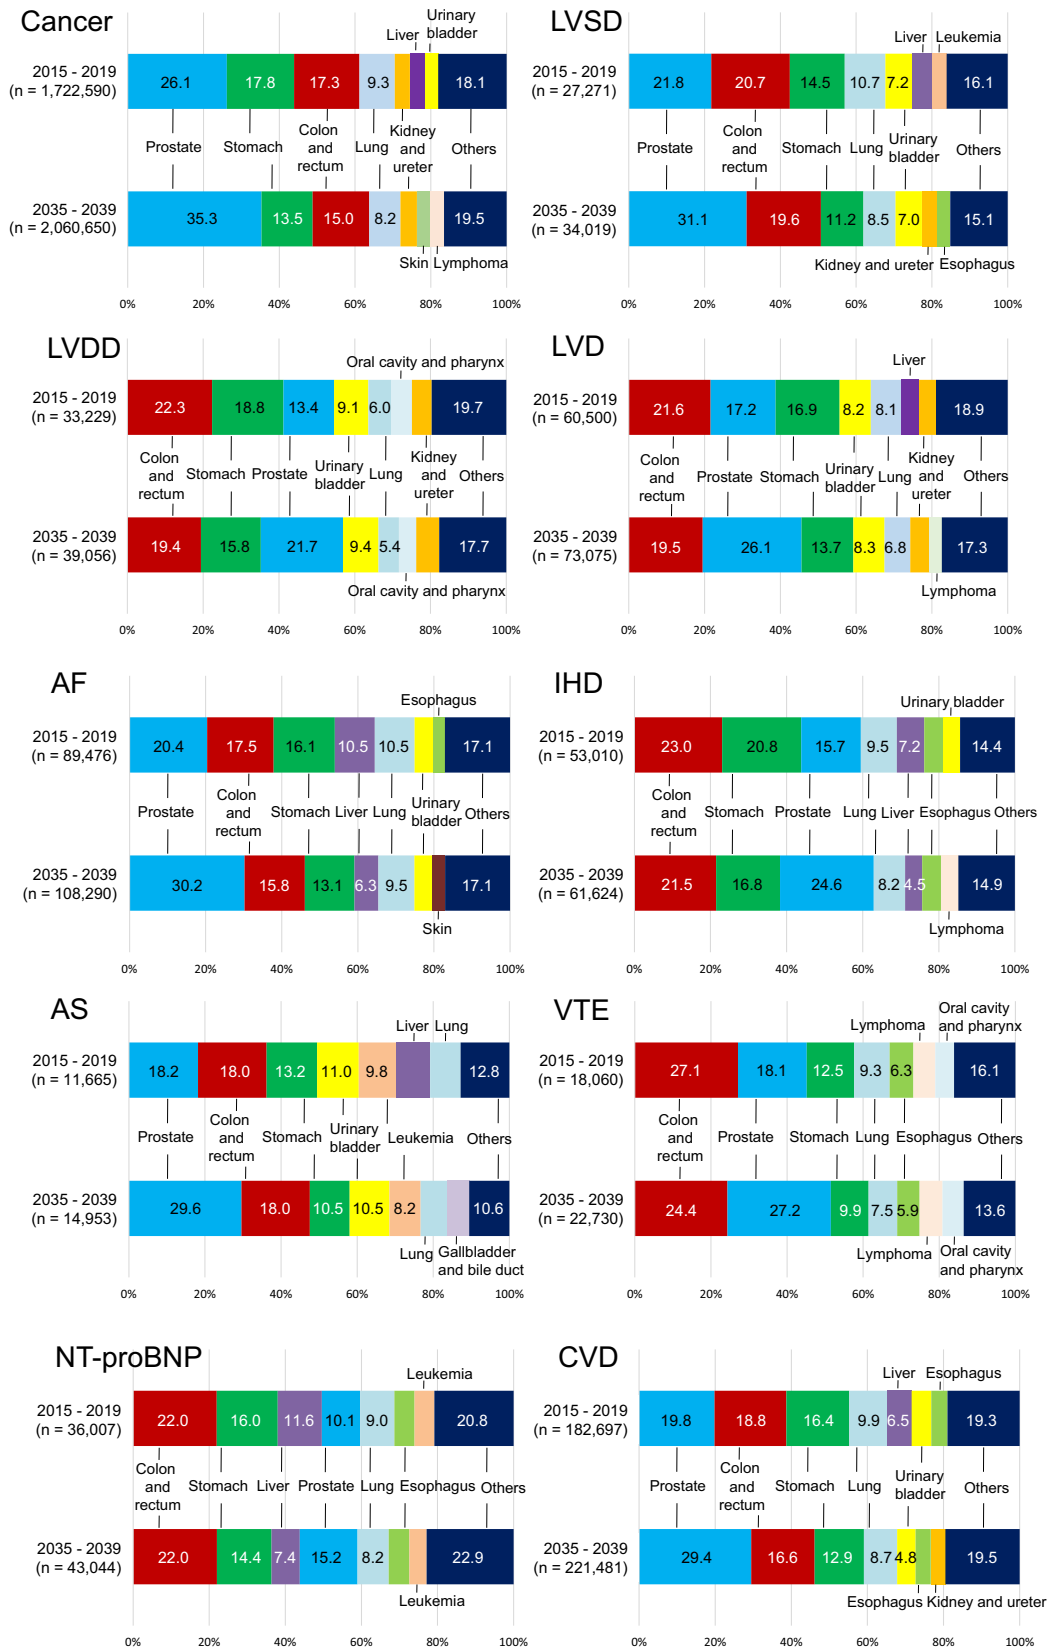 Cancer
Liver
Urinary
bladder
2015 - 2019
(n = 1,722,590)
26.1
17.8
17.3
9.3
18.1
Prostate
Stomach
Colon
and
rectum
Lung
Kidney
and
ureter
Others
2035 - 2039
(n = 2,060,650)
35.3
13.5
15.0
8.2
19.5
Skin
Lymphoma
0%
20%
40%
60%
80%
100%
LVSD
Liver
Leukemia
2015 - 2019
(n = 27,271)
21.8
20.7
14.5
10.7
7.2
16.1
Prostate
Colon
and
rectum
Stomach
Lung
Urinary
bladder
Others
2035 - 2039
(n = 34,019)
31.1
19.6
11.2
8.5
7.0
15.1
Kidney and ureter
Esophagus
0%
20%
40%
60%
80%
100%
LVDD
Oral cavity and pharynx
2015 - 2019
(n = 33,229)
22.3
18.8
13.4
9.1
6.0
19.7
Colon
and
rectum
Stomach
Prostate
Urinary
bladder
Lung
Kidney
and
ureter
Others
2035 - 2039
(n = 39,056)
19.4
15.8
21.7
9.4
5.4
17.7
Oral cavity and pharynx
0%
20%
40%
60%
80%
100%
LVD
Liver
2015 - 2019
(n = 60,500)
21.6
17.2
16.9
8.2
8.1
18.9
Colon
and
rectum
Prostate
Stomach
Urinary
bladder
Lung
Kidney
and
ureter
Others
2035 - 2039
(n = 73,075)
19.5
26.1
13.7
8.3
6.8
17.3
Lymphoma
0%
20%
40%
60%
80%
100%
AF
Esophagus
2015 - 2019
(n = 89,476)
20.4
17.5
16.1
10.5
10.5
17.1
Prostate
Colon
and
rectum
Stomach
Liver
Lung
Urinary
bladder
Others
2035 - 2039
(n = 108,290)
30.2
15.8
13.1
6.3
9.5
17.1
Skin
0%
20%
40%
60%
80%
100%
IHD
Urinary bladder
2015 - 2019
(n = 53,010)
23.0
20.8
15.7
9.5
7.2
14.4
Colon
and
rectum
Stomach
Prostate
Lung
Liver
Esophagus
Others
2035 - 2039
(n = 61,624)
21.5
16.8
24.6
8.2
4.5
14.9
Lymphoma
0%
20%
40%
60%
80%
100%
AS
Liver
Lung
2015 - 2019
(n = 11,665)
18.2
18.0
13.2
11.0
9.8
12.8
Prostate
Colon
and
rectum
Stomach
Urinary
bladder
Leukemia
Others
2035 - 2039
(n = 14,953)
29.6
18.0
10.5
10.5
8.2
10.6
Lung
Gallbladder
and bile duct
0%
20%
40%
60%
80%
100%
VTE
Lymphoma
Oral cavity
and pharynx
2015 - 2019
(n = 18,060)
27.1
18.1
12.5
9.3
6.3
16.1
Colon
and
rectum
Prostate
Stomach
Lung
Esophagus
Others
2035 - 2039
(n = 22,730)
24.4
27.2
9.9
7.5
5.9
13.6
Lymphoma
Oral cavity
and pharynx
0%
20%
40%
60%
80%
100%
NT-proBNP
Leukemia
2015 - 2019
(n = 36,007)
22.0
16.0
11.6
10.1
9.0
20.8
Colon
and
rectum
Stomach
Liver
Prostate
Lung
Esophagus
Others
2035 - 2039
(n = 43,044)
22.0
14.4
7.4
15.2
8.2
22.9
Leukemia
0%
20%
40%
60%
80%
100%
CVD
Liver
Esophagus
2015 - 2019
(n = 182,697)
19.8
18.8
16.4
9.9
6.5
19.3
Prostate
Colon
and
rectum
Stomach
Lung
Urinary
bladder
Others
2035 - 2039
(n = 221,481)
29.4
16.6
12.9
8.7
4.8
19.5
Esophagus
Kidney and ureter
0%
20%
40%
60%
80%
100%